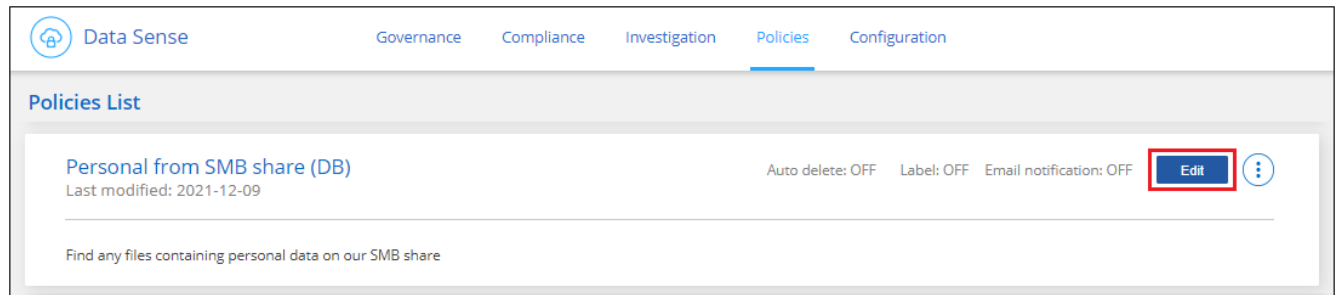 Data Sense Governance Compliance Investigation Policies Configuration
Policies List
Personal from SMB share (DB) Auto delete: OFF Label: OFF Email notification: OFF Edit
Last modified: 2021-12-09
Find any files containing personal data on our SMB share